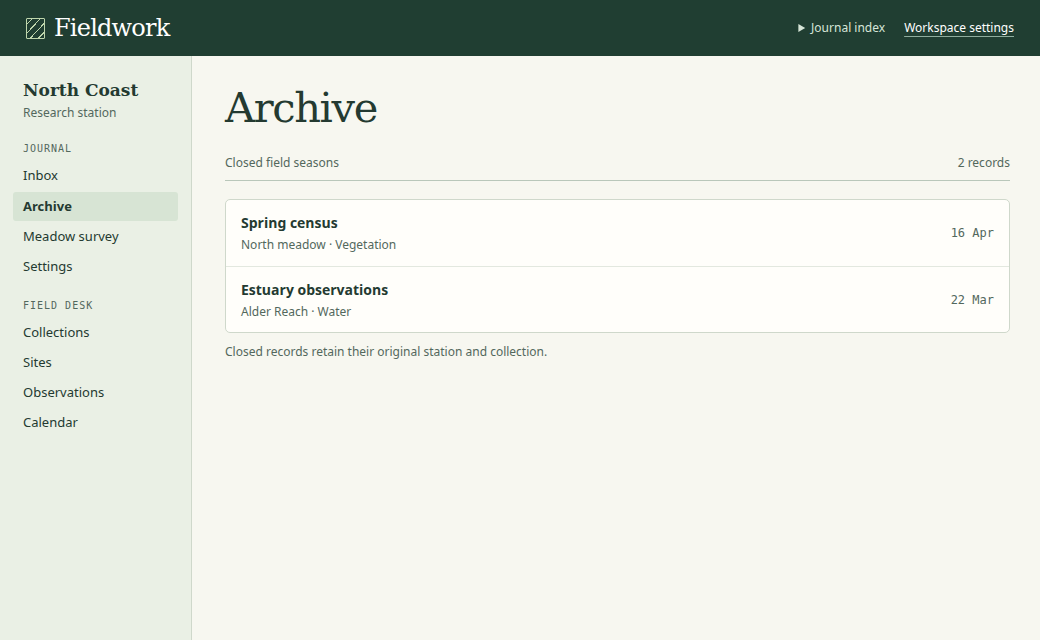 Fieldwork
Journal index
Workspace settings
North Coast
Research station
JOURNAL
Inbox
Archive
Meadow survey
Settings
FIELD DESK
Collections
Sites
Observations
Calendar
Archive
Closed field seasons
2 records
Spring census
North meadow · Vegetation
16 Apr
Estuary observations
Alder Reach · Water
22 Mar
Closed records retain their original station and collection.